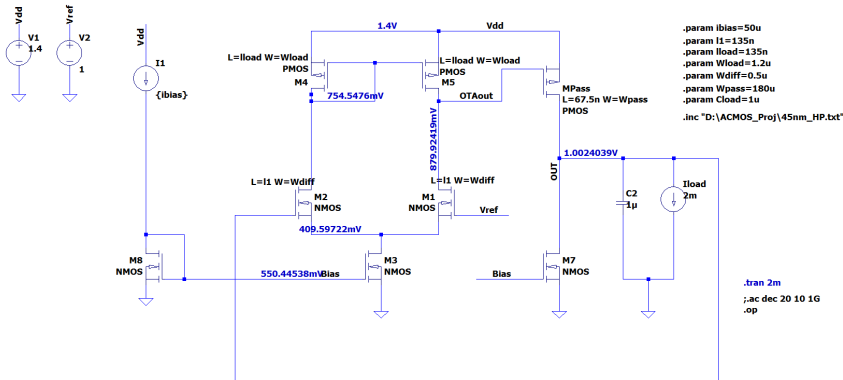 Vdd
V1
1.4
Vref
V2
1
Vdd
I1
{ibias}
1.4V
Vdd
L=lload W=Wload
PMOS
M4
L=lload W=Wload
PMOS
M5
754.5476mV
OTAout
879.92419mV
MPass
L=67.5n W=Wpass
PMOS
1.0024039V
OUT
C2
1µ
Iload
2m
L=l1 W=Wdiff
M2
NMOS
L=l1 W=Wdiff
M1
NMOS
Vref
409.59722mV
M8
NMOS
550.44538mV
Bias
M3
NMOS
Bias
M7
NMOS
.param ibias=50u
.param l1=135n
.param lload=135n
.param Wload=1.2u
.param Wdiff=0.5u
.param Wpass=180u
.param Cload=1u
.inc "D:\ACMOS_Proj\45nm_HP.txt"
.tran 2m
;.ac dec 20 10 1G
.op